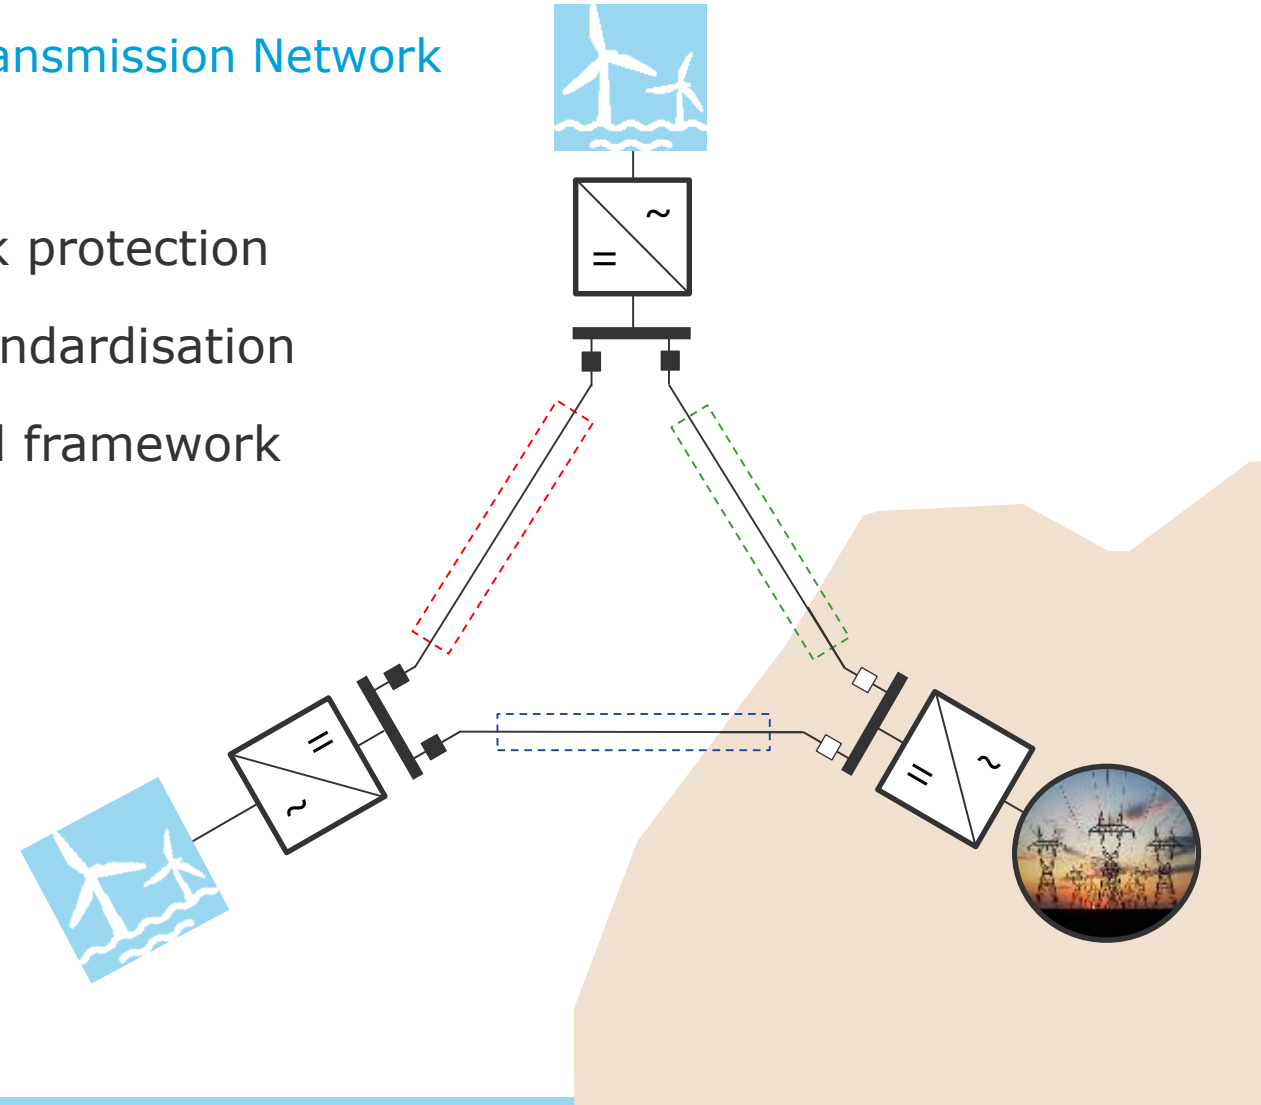 ansmission Network
k protection
ndardisation
l framework
~
=
=
~
=
~